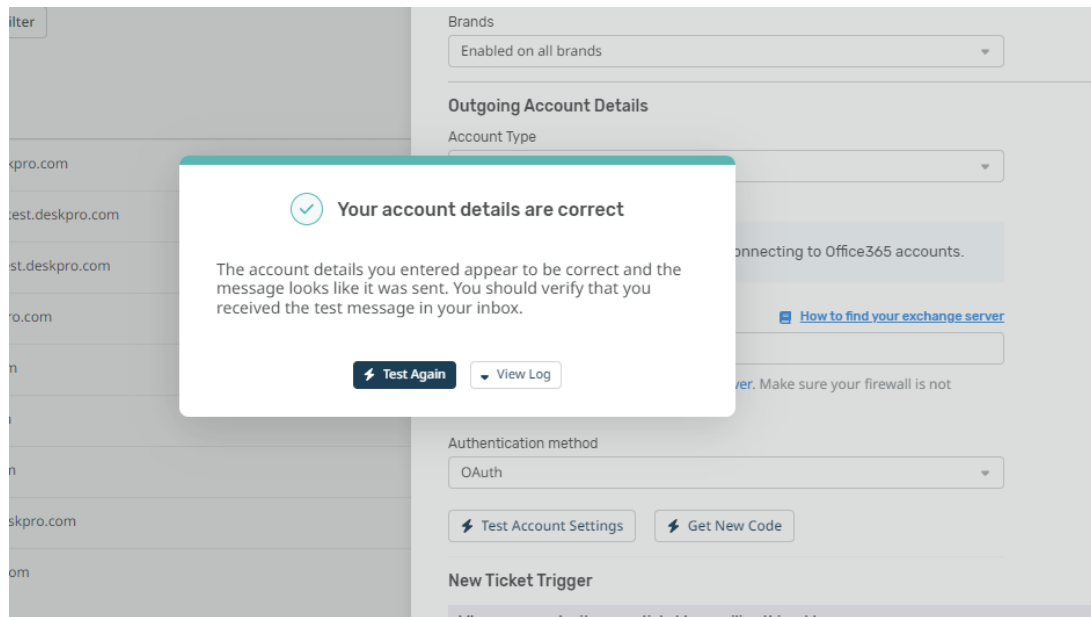 ilter
Brands
Enabled on all brands
Outgoing Account Details
Account Type
kpro.com
test.deskpro.com
st.deskpro.com
ro.com
m
n
skpro.com
om
Your account details are correct
The account details you entered appear to be correct and the
message looks like it was sent. You should verify that you
received the test message in your inbox.
Test Again
View Log
onnecting to Office365 accounts.
How to find your exchange server
ver. Make sure your firewall is not
Authentication method
OAuth
Test Account Settings
Get New Code
New Ticket Trigger